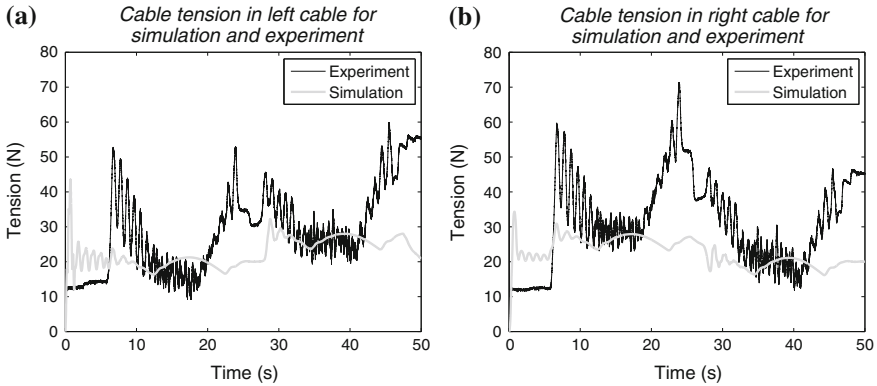 (a)
Cable tension in left cable for
simulation and experiment
80
70
60
50
40
30
20
10
0
Tension (N)
Experiment
Simulation
0 10 20 30 40 50
Time (s)
(b)
Cable tension in right cable for
simulation and experiment
80
70
60
50
40
30
20
10
0
Tension (N)
Experiment
Simulation
0 10 20 30 40 50
Time (s)